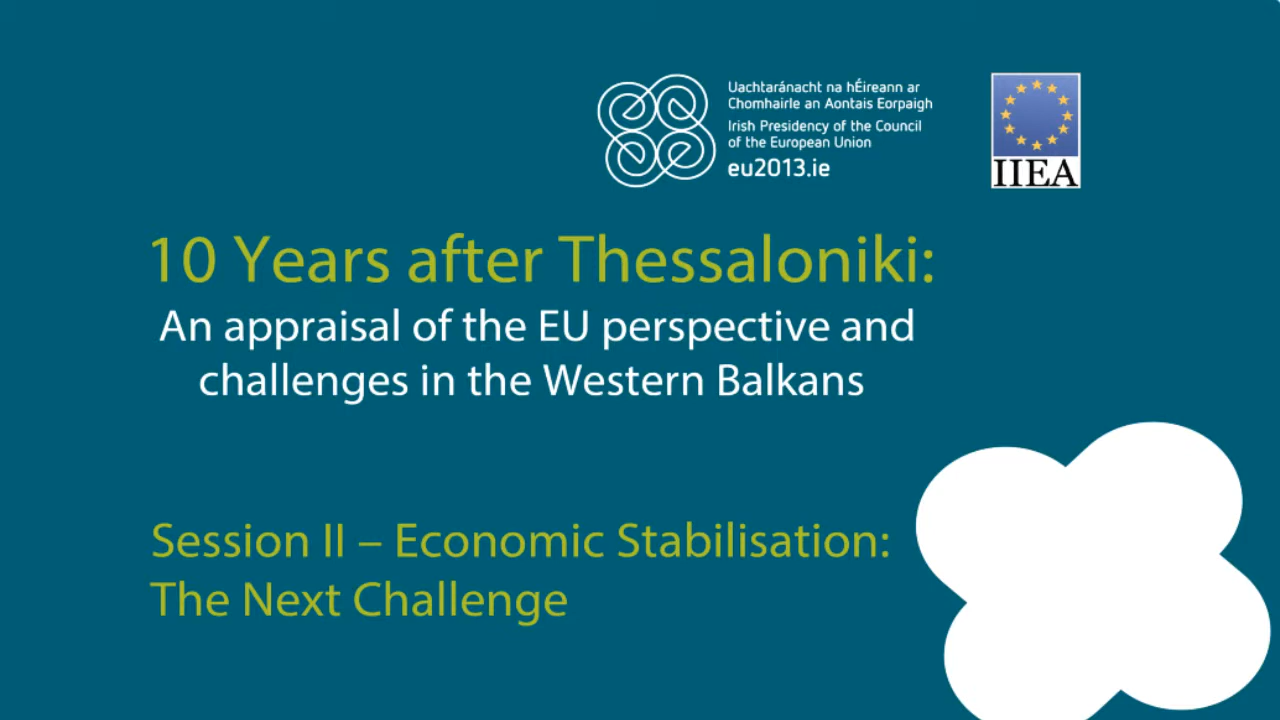 Uachtaránacht na hÉireann ar
Chomhairle an Aontais Eorpaigh
Irish Presidency of the Council
of the European Union
eu2013.ie
IIEA
10 Years after Thessaloniki:
An appraisal of the EU perspective and
challenges in the Western Balkans
Session II – Economic Stabilisation:
The Next Challenge